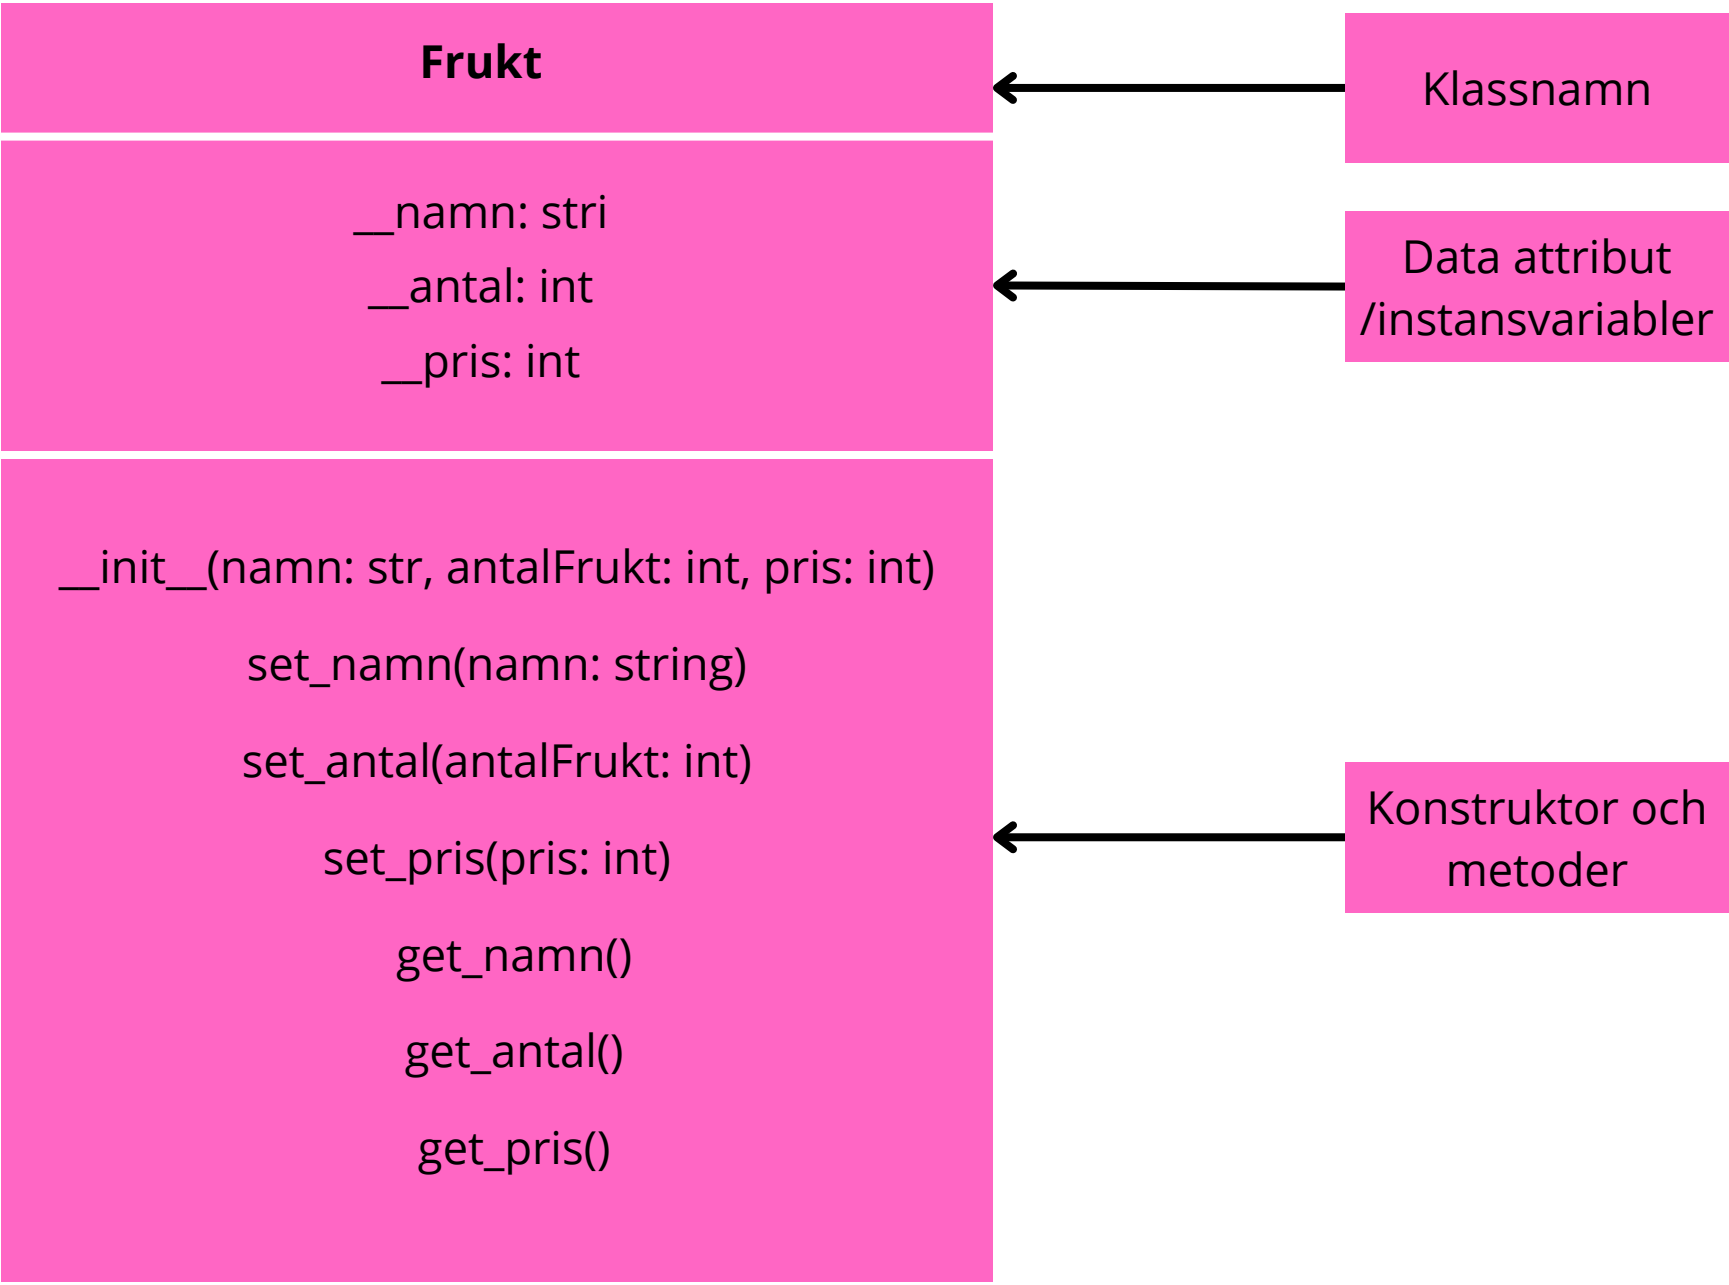 Frukt
Klassnamn
__namn: stri
__antal: int
__pris: int
Data attribut
/instansvariabler
__init__(namn: str, antalFrukt: int, pris: int)
set_namn(namn: string)
set_antal(antalFrukt: int)
set_pris(pris: int)
get_namn()
get_antal()
get_pris()
Konstruktor och
metoder